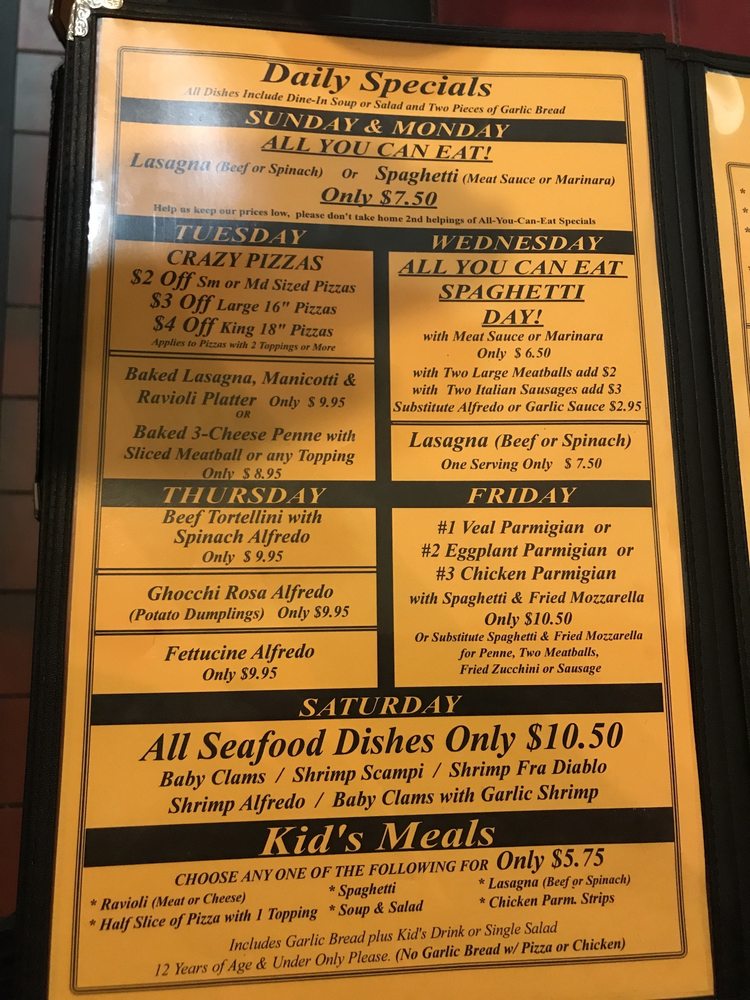 Daily Specials
All Dishes Include Dine-In Soup or Salad and Two Pieces of Garlic Bread
SUNDAY & MONDAY
ALL YOU CAN EAT!
Lasagna (Beef or Spinach) Or Spaghetti (Meat Sauce or Marinara)
Only $7.50
Help us keep our prices low, please don't take home 2nd helpings of All-You-Can-Eat Specials
TUESDAY
CRAZY PIZZAS
$2 Off Sm or Md Sized Pizzas
$3 Off Large 16" Pizzas
$4 Off King 18" Pizzas
Applies to Pizzas with 2 Toppings or More
Baked Lasagna, Manicotti &
Ravioli Platter Only $9.95
OR
Baked 3-Cheese Penne with
Sliced Meatball or any Topping
Only $8.95
WEDNESDAY
ALL YOU CAN EAT
SPAGHETTI
DAY!
with Meat Sauce or Marinara
Only $6.50
with Two Large Meatballs add $2
with Two Italian Sausages add $3
Substitute Alfredo or Garlic Sauce $2.95
Lasagna (Beef or Spinach)
One Serving Only $7.50
THURSDAY
Beef Tortellini with
Spinach Alfredo
Only $9.95
Ghocchi Rosa Alfredo
(Potato Dumplings) Only $9.95
Fettucine Alfredo
Only $9.95
FRIDAY
#1 Veal Parmigian or
#2 Eggplant Parmigian or
#3 Chicken Parmigian
with Spaghetti & Fried Mozzarella
Only $10.50
Or Substitute Spaghetti & Fried Mozzarella
for Penne, Two Meatballs,
Fried Zucchini or Sausage
SATURDAY
All Seafood Dishes Only $10.50
Baby Clams / Shrimp Scampi / Shrimp Fra Diablo
Shrimp Alfredo / Baby Clams with Garlic Shrimp
Kid's Meals
CHOOSE ANY ONE OF THE FOLLOWING FOR Only $5.75
* Ravioli (Meat or Cheese) * Spaghetti * Lasagna (Beef or Spinach)
* Half Slice of Pizza with 1 Topping * Soup & Salad * Chicken Parm. Strips
Includes Garlic Bread plus Kid's Drink or Single Salad
12 Years of Age & Under Only Please. (No Garlic Bread w/ Pizza or Chicken)